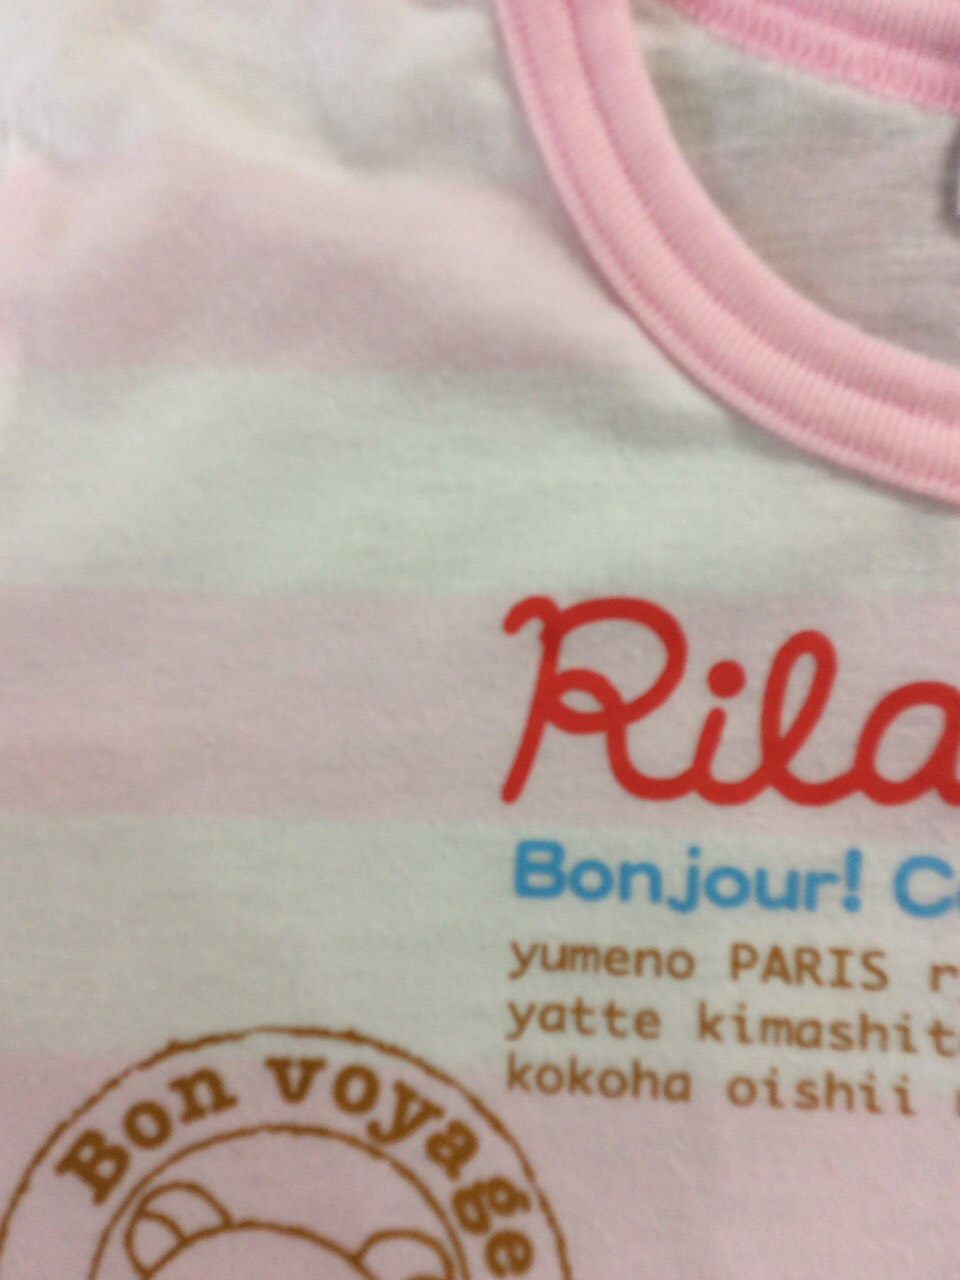 Rila
Bonjour! C
yumeno PARIS r
yatte kimashit
kokoha oishii
Bon voyage